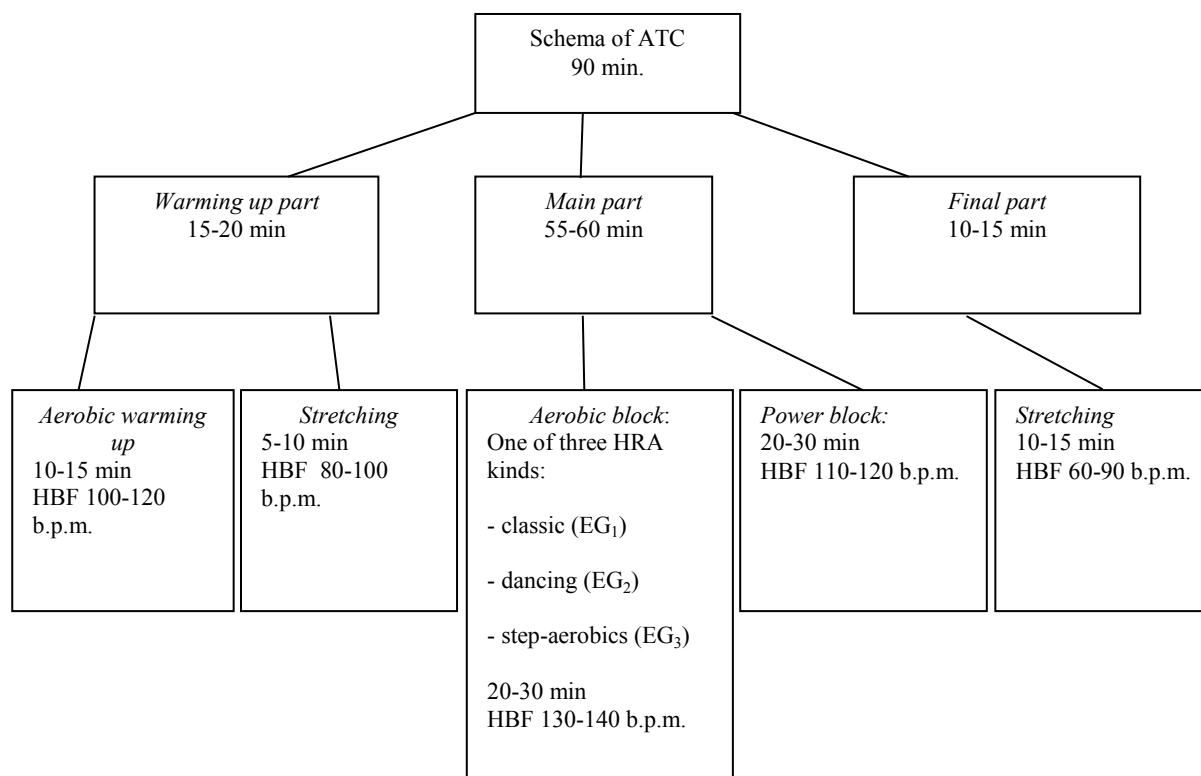 Schema of ATC
90 min.
Warming up part
15-20 min
Main part
55-60 min
Final part
10-15 min
Aerobic warming
up
10-15 min
HBF 100-120
b.p.m.
Stretching
5-10 min
HBF 80-100
b.p.m.
Aerobic block:
One of three HRA
kinds:
- classic (EG₁)
- dancing (EG₂)
- step-aerobics (EG₃)
20-30 min
HBF 130-140 b.p.m.
Power block:
20-30 min
HBF 110-120 b.p.m.
Stretching
10-15 min
HBF 60-90 b.p.m.